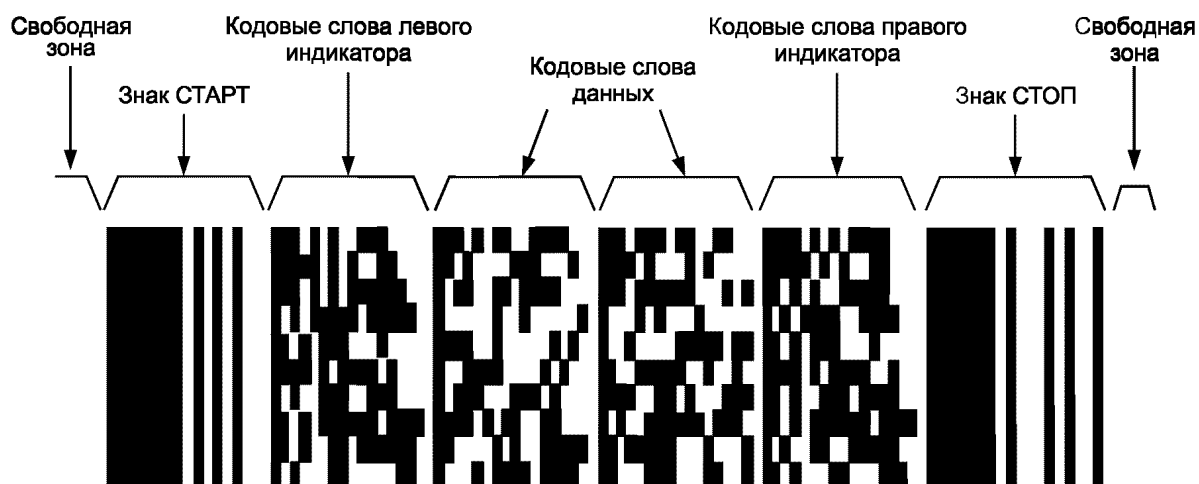 Свободная
зона
Знак СТАРТ
Кодовые слова левого
индикатора
Кодовые слова
данных
Кодовые слова правого
индикатора
Знак СТОП
Свободная
зона